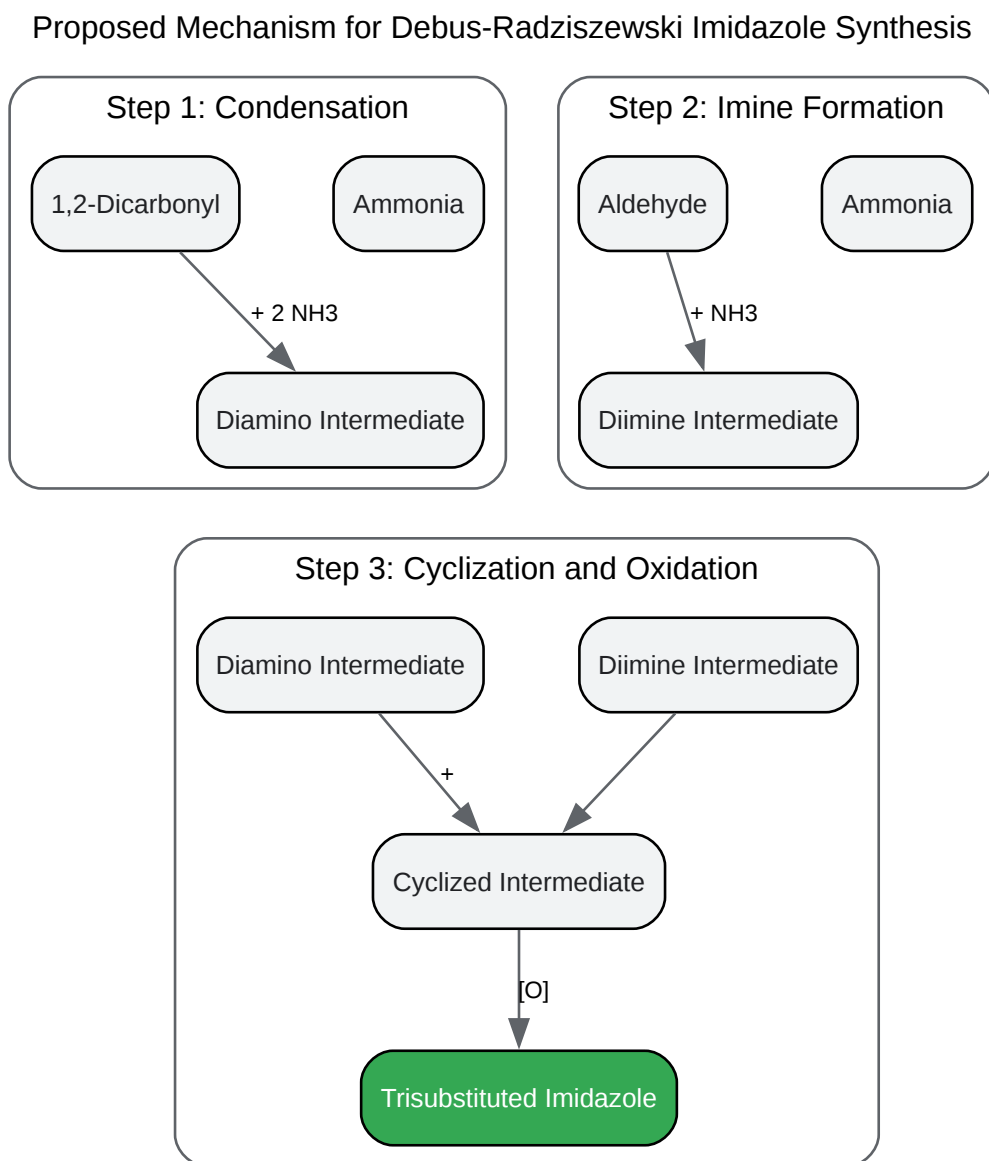 Proposed Mechanism for Debus-Radziszewski Imidazole Synthesis
Step 1: Condensation
1,2-Dicarbonyl
Ammonia
+ 2 NH3
Diamino Intermediate
Step 2: Imine Formation
Aldehyde
Ammonia
+ NH3
Diimine Intermediate
Step 3: Cyclization and Oxidation
Diamino Intermediate
Diimine Intermediate
+
Cyclized Intermediate
[O]
Trisubstituted Imidazole